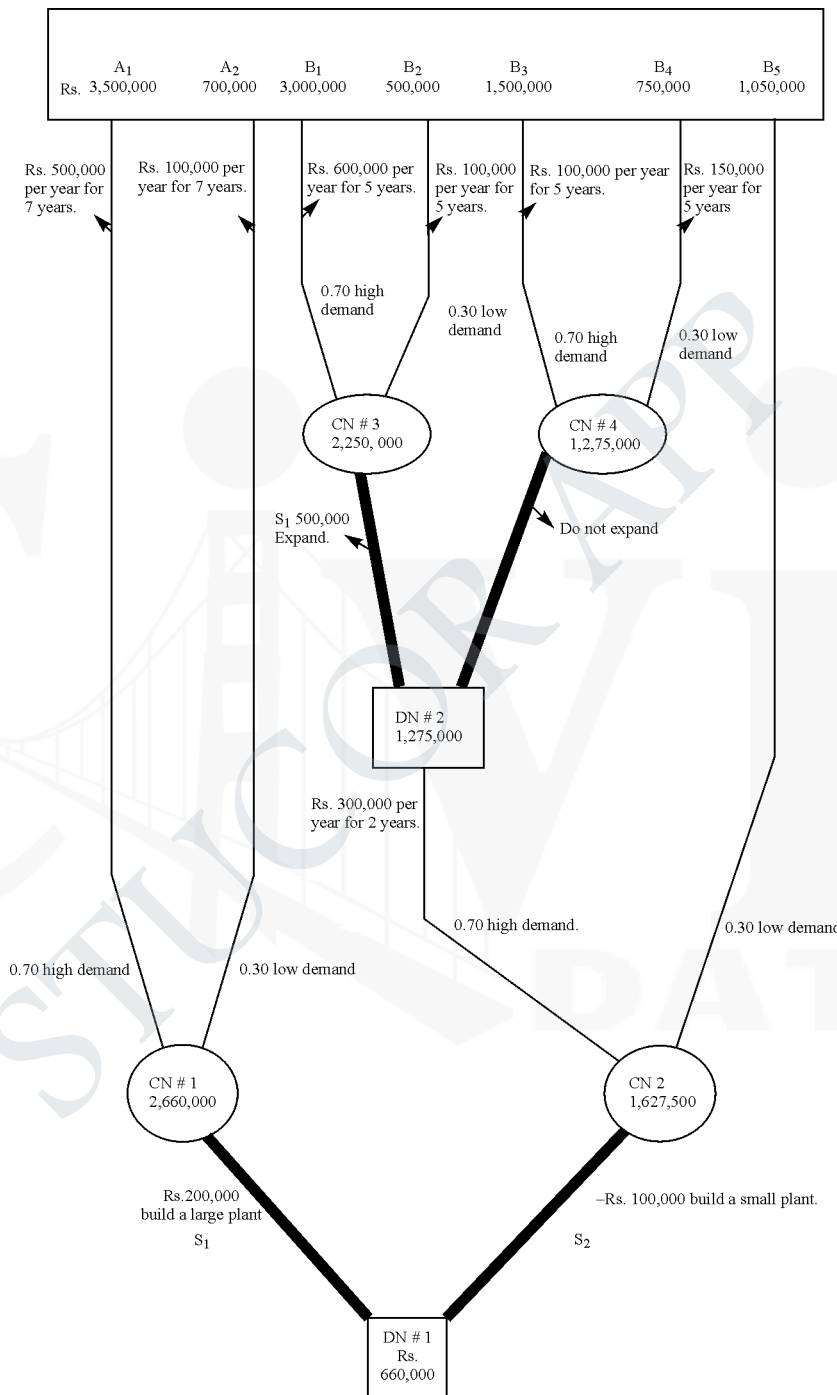 A1 A2 B1 B2 B3 B4 B5
Rs. 3,500,000 700,000 3,000,000 500,000 1,500,000 750,000 1,050,000
Rs. 500,000
per year for
7 years.
Rs. 100,000 per
year for 7 years.
Rs. 600,000 per
year for 5 years.
Rs. 100,000
per year for
5 years.
Rs. 100,000 per year
for 5 years.
Rs. 150,000
per year for
5 years
0.70 high
demand
0.30 low
demand
0.70 high
demand
0.30 low
demand
CN # 3
2,250, 000
CN # 4
1,2,75,000
S1 500,000
Expand.
Do not expand
DN # 2
1,275,000
Rs. 300,000 per
year for 2 years.
0.70 high demand.
0.30 low demand
0.70 high demand
0.30 low demand
CN # 1
2,660,000
CN 2
1,627,500
Rs.200,000
build a large plant
S1
–Rs. 100,000 build a small plant.
S2
DN # 1
Rs.
660,000
STUCOR APP
DAT